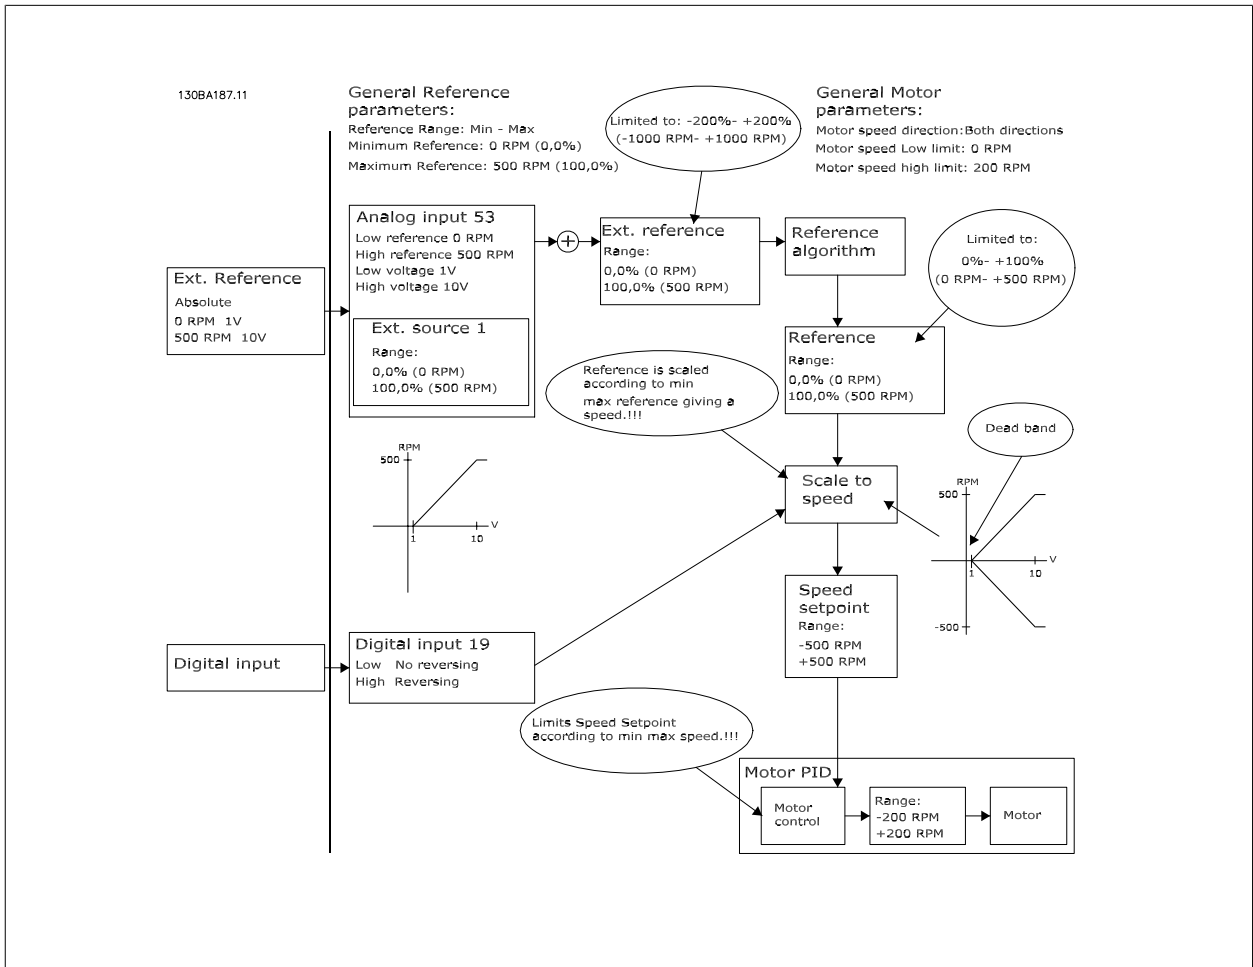 130BA187.11
General Reference
parameters:
Reference Range: Min - Max
Minimum Reference: 0 RPM (0,0%)
Maximum Reference: 500 RPM (100,0%)
Limited to: -200%- +200%
(-1000 RPM- +1000 RPM)
General Motor
parameters:
Motor speed direction:Both directions
Motor speed Low limit: 0 RPM
Motor speed high limit: 200 RPM
Ext. Reference
Absolute
0 RPM 1V
500 RPM 10V
Analog input 53
Low reference 0 RPM
High reference 500 RPM
Low voltage 1V
High voltage 10V
Ext. source 1
Range:
0,0% (0 RPM)
100,0% (500 RPM)
+
Ext. reference
Range:
0,0% (0 RPM)
100,0% (500 RPM)
Reference
algorithm
Limited to:
0%- +100%
(0 RPM- +500 RPM)
Reference
Range:
0,0% (0 RPM)
100,0% (500 RPM)
Reference is scaled
according to min
max reference giving a
speed.!!!
Dead band
RPM
500
1
10
V
Scale to
speed
RPM
500
1
10
V
-500
Speed
setpoint
Range:
-500 RPM
+500 RPM
Digital input
Digital input 19
Low No reversing
High Reversing
Limits Speed Setpoint
according to min max speed.!!!
Motor PID
Motor
control
Range:
-200 RPM
+200 RPM
Motor